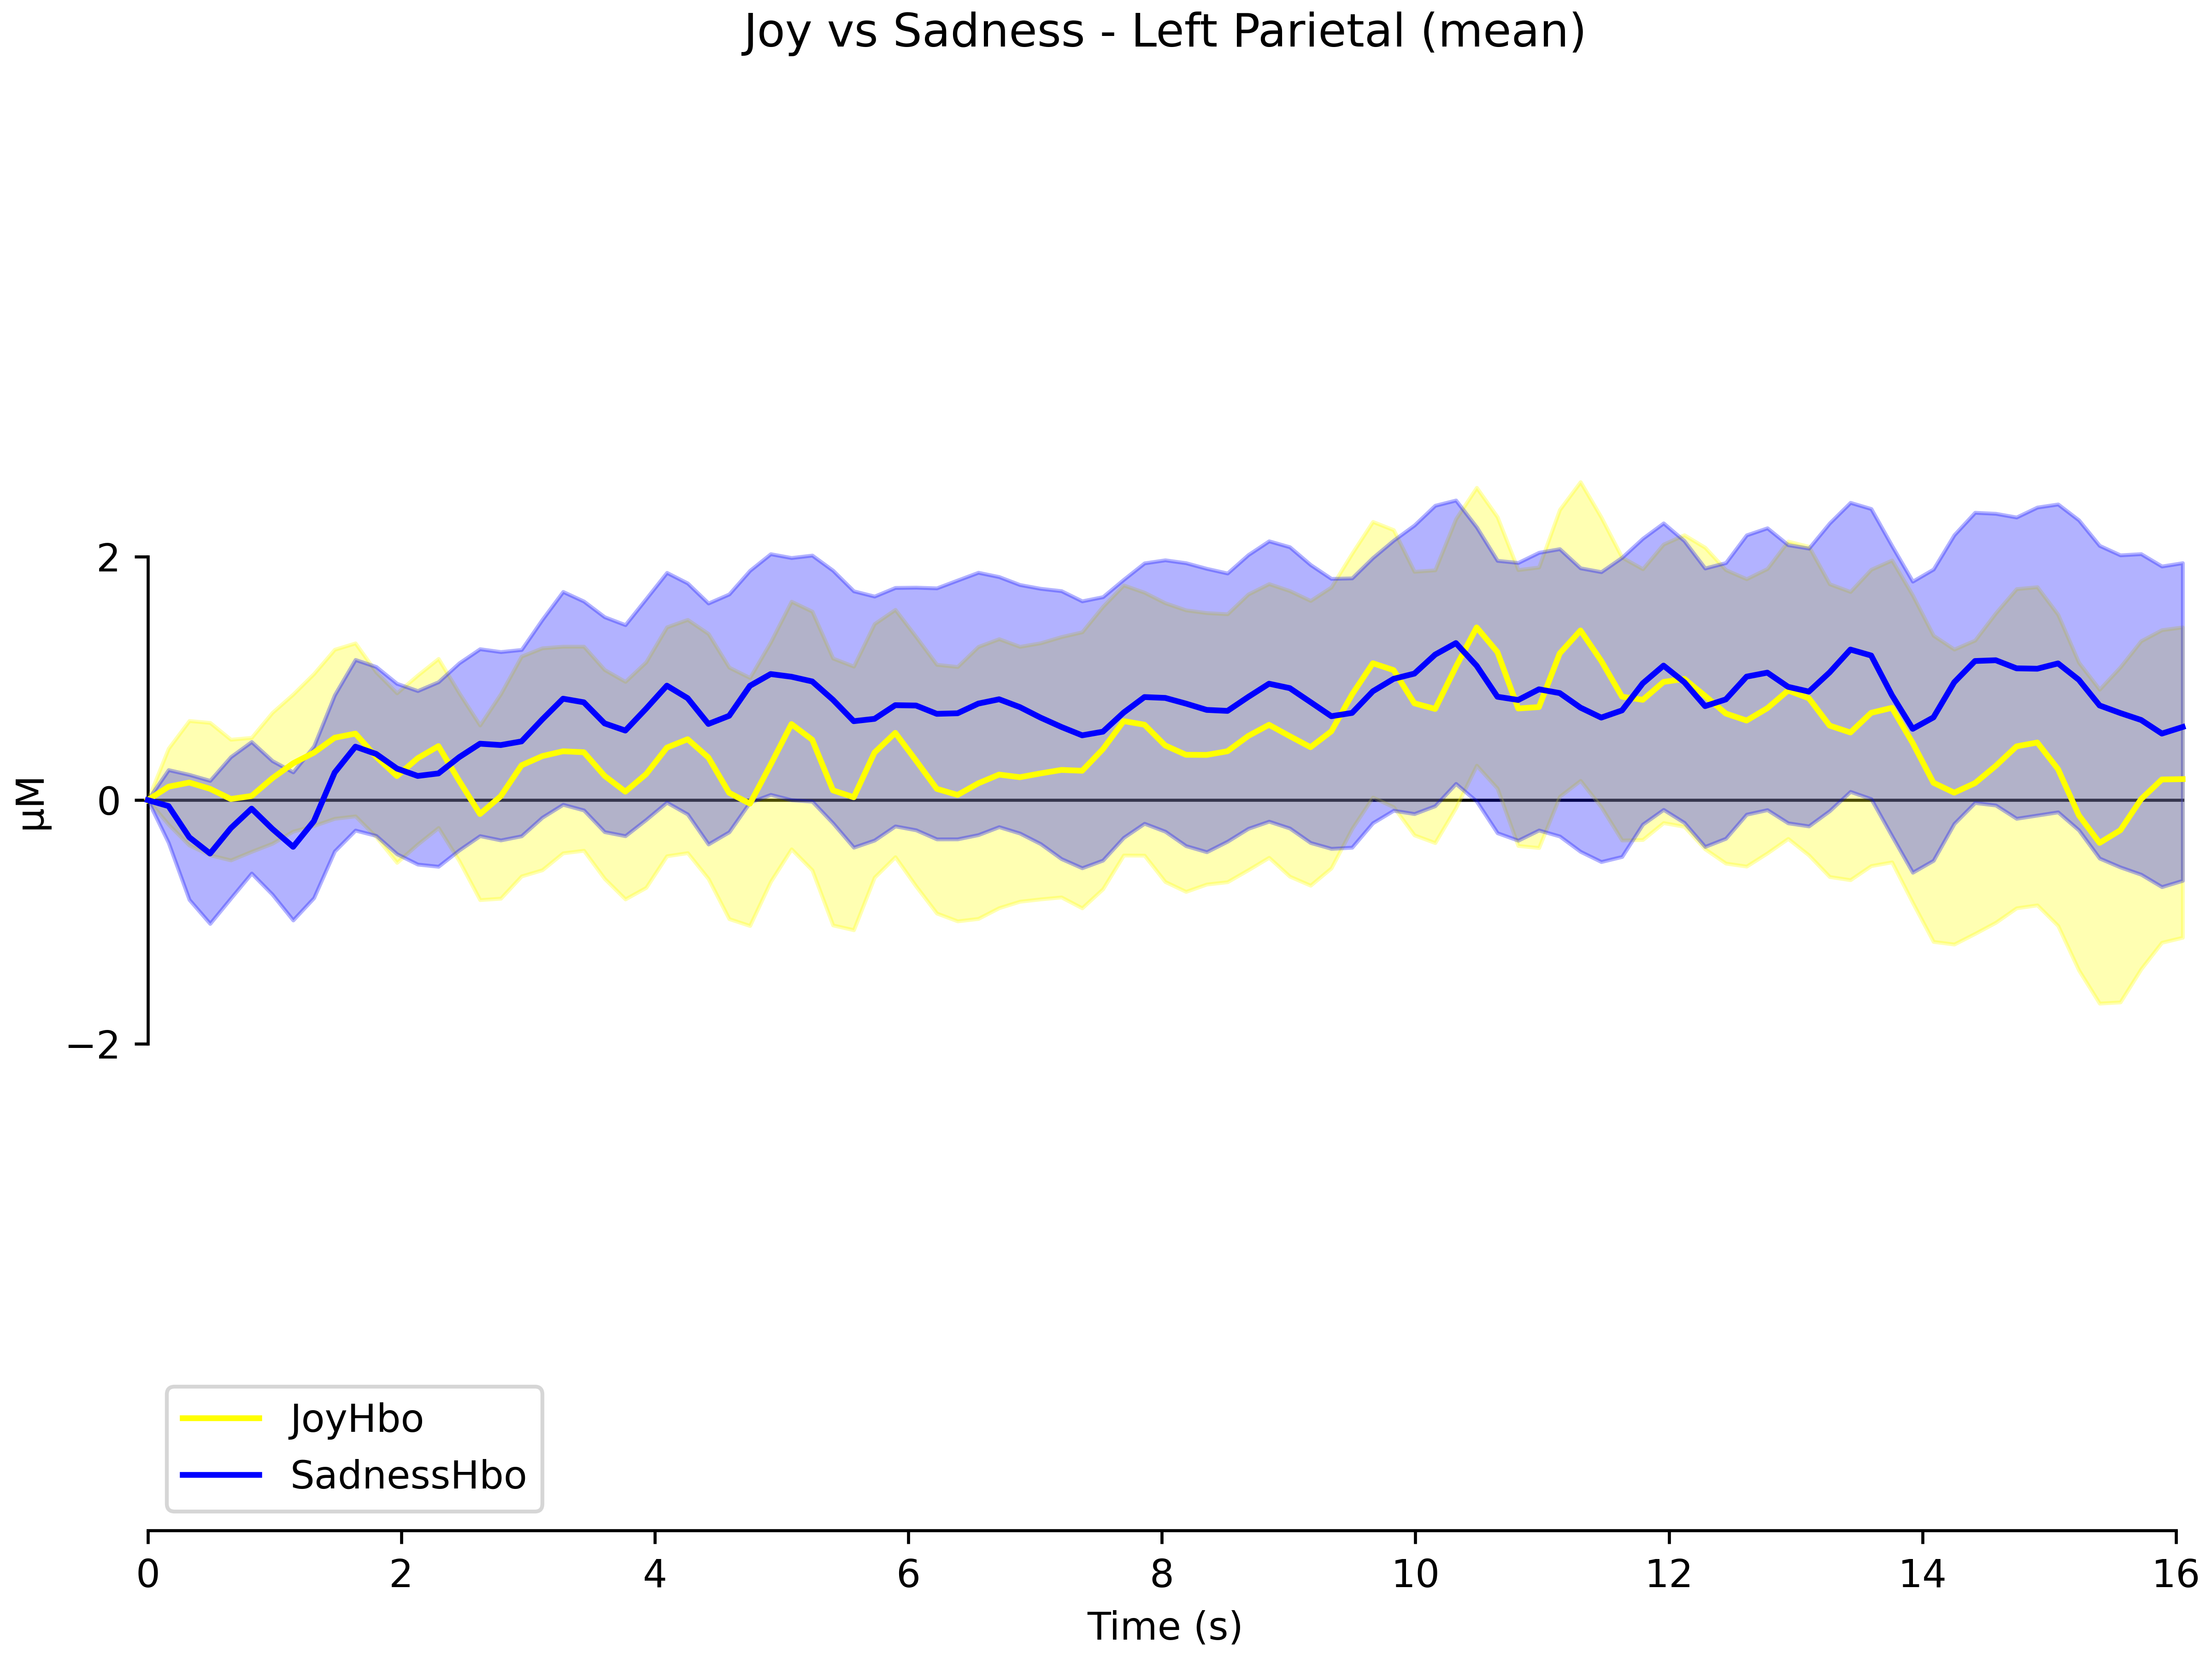 Joy vs Sadness - Left Parietal (mean)
µM
2
0
−2
JoyHbo
SadnessHbo
0 2 4 6 8 10 12 14 16
Time (s)